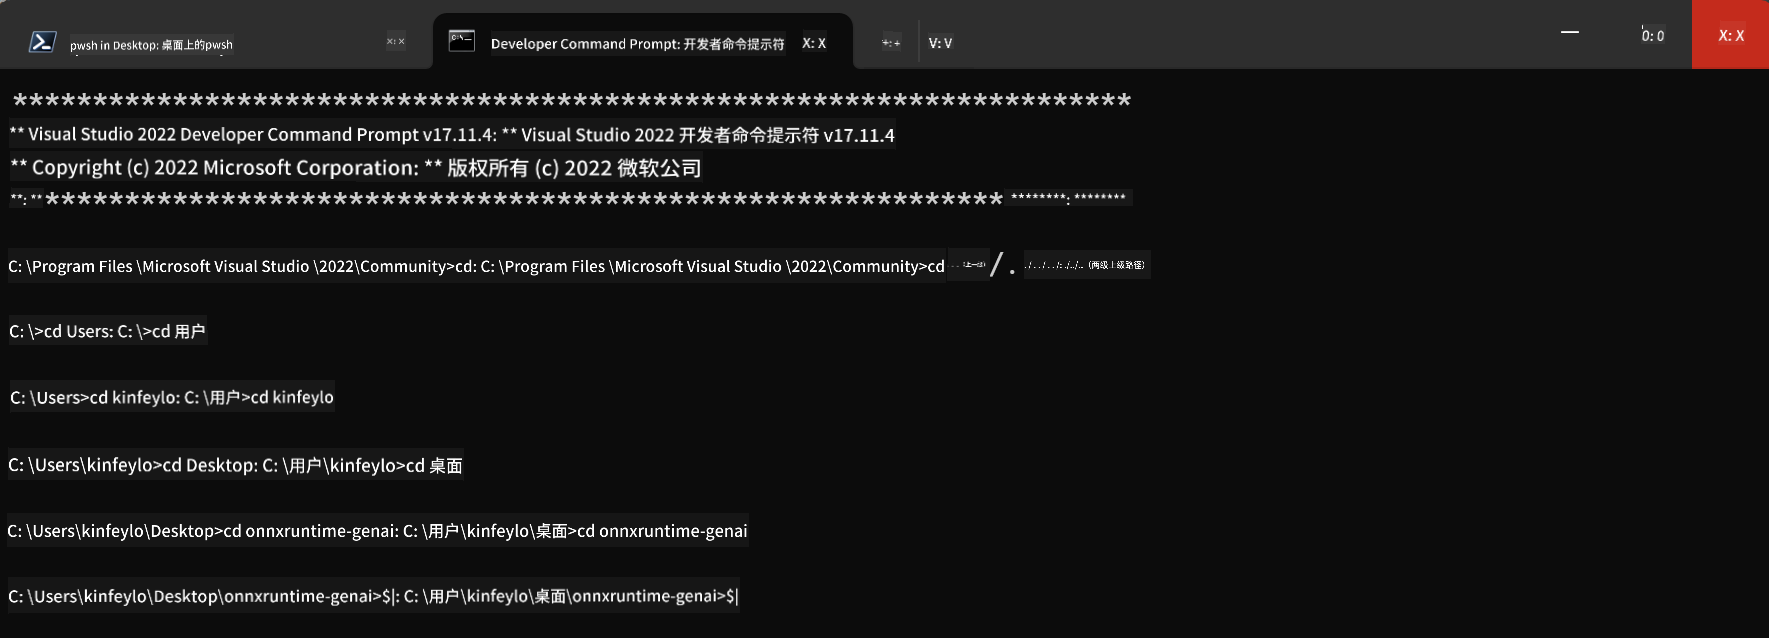 pwsh in Desktop: 桌面上的pwsh
×: ×
Developer Command Prompt: 开发者命令提示符
X: X
+: +
V: V
0: 0
X: X
**********************************************************************
** Visual Studio 2022 Developer Command Prompt v17.11.4: ** Visual Studio 2022 开发者命令提示符 v17.11.4
** Copyright (c) 2022 Microsoft Corporation: ** 版权所有 (c) 2022 微软公司
**: ************************************************************** ********: ********
C: \Program Files \Microsoft Visual Studio \2022\Community>cd: C: \Program Files \Microsoft Visual Studio \2022\Community>cd /. (两级上级路径)
C: \>cd Users: C: \>cd 用户
C: \Users>cd kinfeylo: C: \用户>cd kinfeylo
C: \Users\kinfeylo>cd Desktop: C: \用户\kinfeylo>cd 桌面
C: \Users\kinfeylo\Desktop>cd onnxruntime-genai: C: \用户\kinfeylo\桌面>cd onnxruntime-genai
C: \Users\kinfeylo\Desktop\onnxruntime-genai>$|: C: \用户\kinfeylo\桌面\onnxruntime-genai>$|